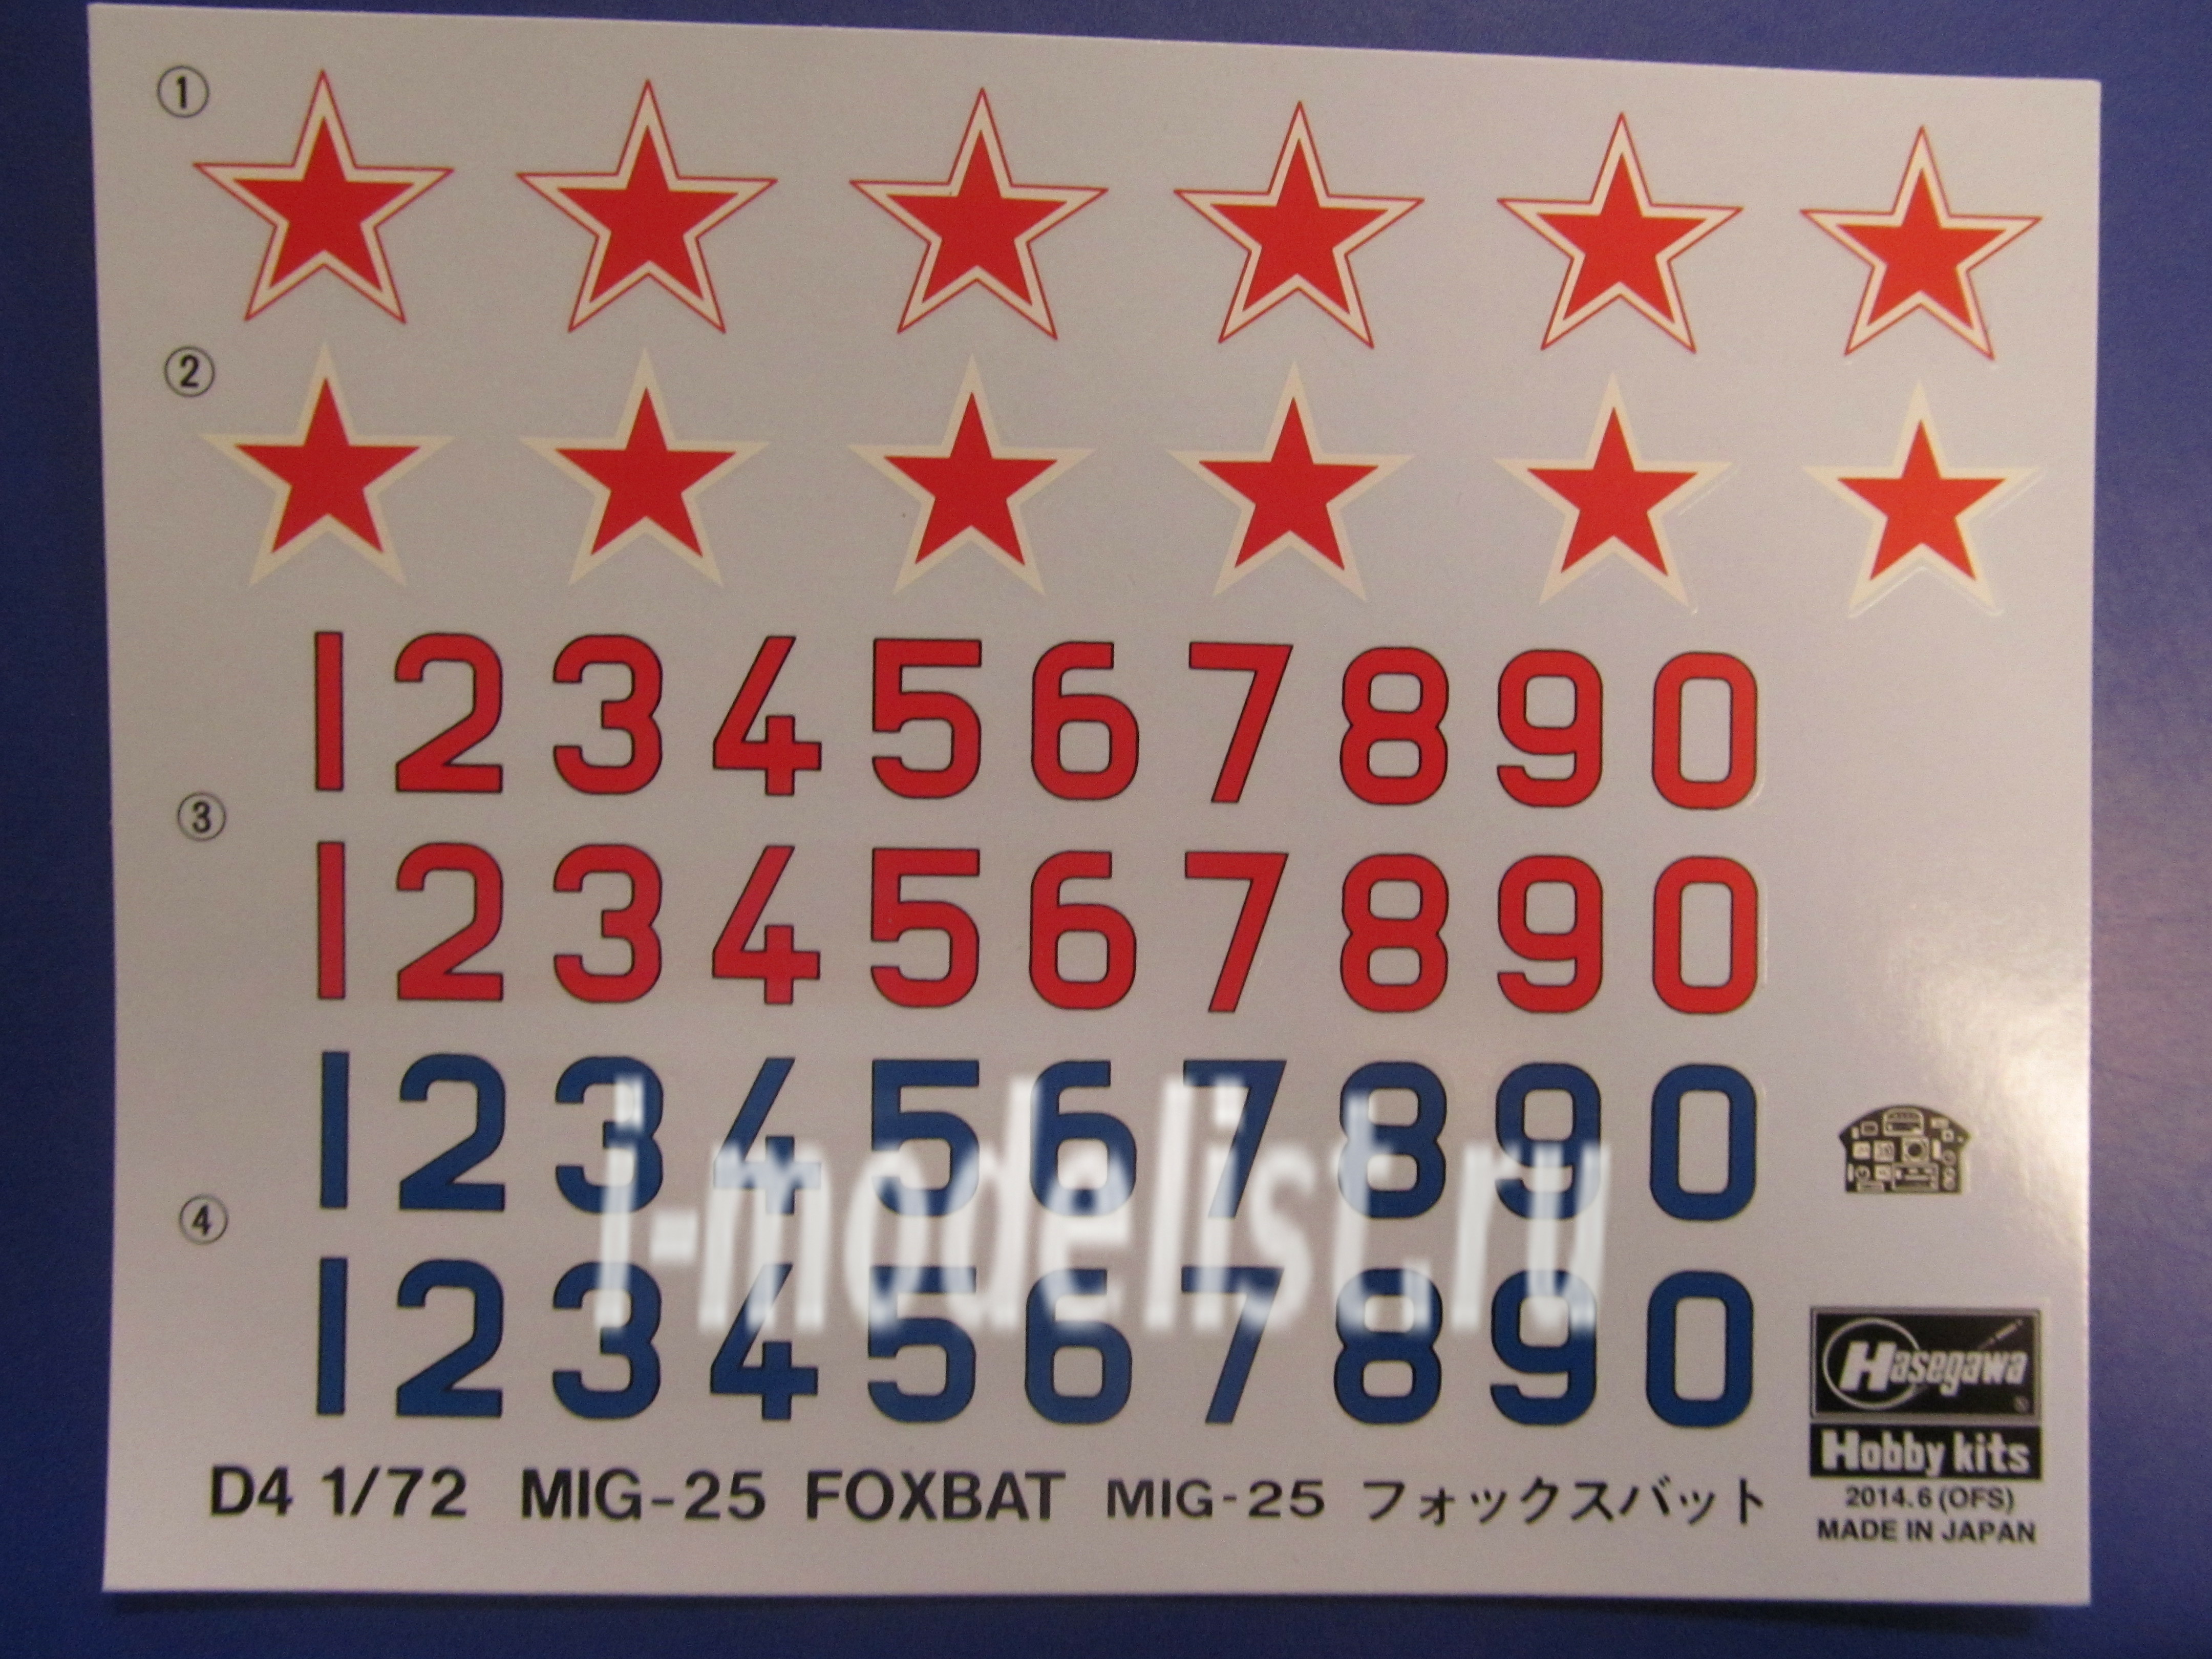 ①
②
1234567890
③
1234567890
1234567890
④
1234567890
i-modelist.ru
Hasegawa
Hobby kits
2014.6 (OFS)
MADE IN JAPAN
D4 1/72 MIG-25 FOXBAT MIG-25 フォックスバット